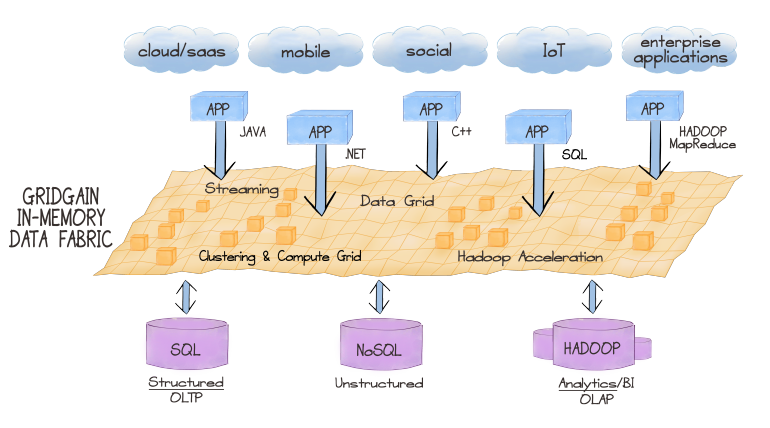 cloud/saas
mobile
social
IoT
enterprise
applications
APP
JAVA
APP
.NET
APP
C++
APP
SQL
APP
HADOOP
MapReduce
GRIDGAIN
IN-MEMORY
DATA FABRIC
Streaming
Data Grid
Clustering & Compute Grid
Hadoop Acceleration
SQL
Structured
OLTP
NoSQL
Unstructured
HADOOP
Analytics/BI
OLAP